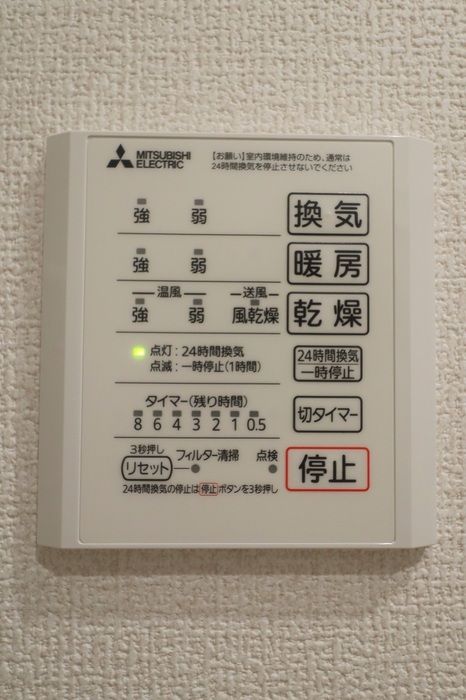 MITSUBISHI
ELECTRIC
【お願い】室内環境維持のため、通常は
24時間換気を停止させないでください
強 弱 換気
強 弱 暖房
温風 送風
強 弱 風乾燥 乾燥
点灯：24時間換気
点滅：一時停止(1時間)
24時間換気
一時停止
タイマー(残り時間)
8 6 4 3 2 1 0.5
切タイマー
3秒押し
リセット フィルター清掃 点検
停止
24時間換気の停止は停止ボタンを3秒押し